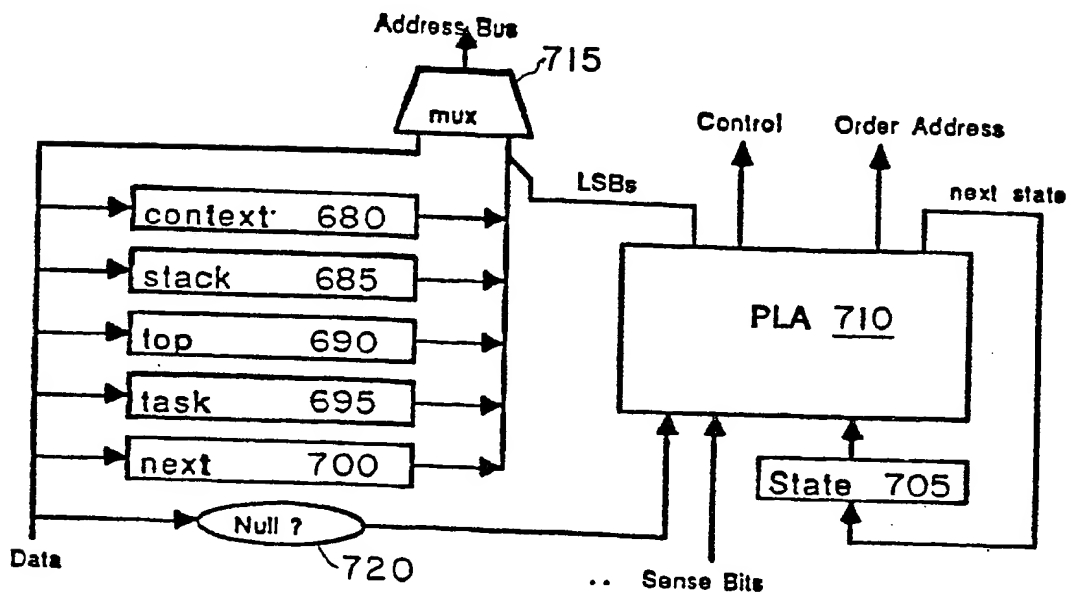 Address Bus
715
mux
Control
Order Address
LSBs
next state
context 680
stack 685
top 690
task 695
next 700
PLA 710
State 705
Null ?
720
Data
.. Sense Bits